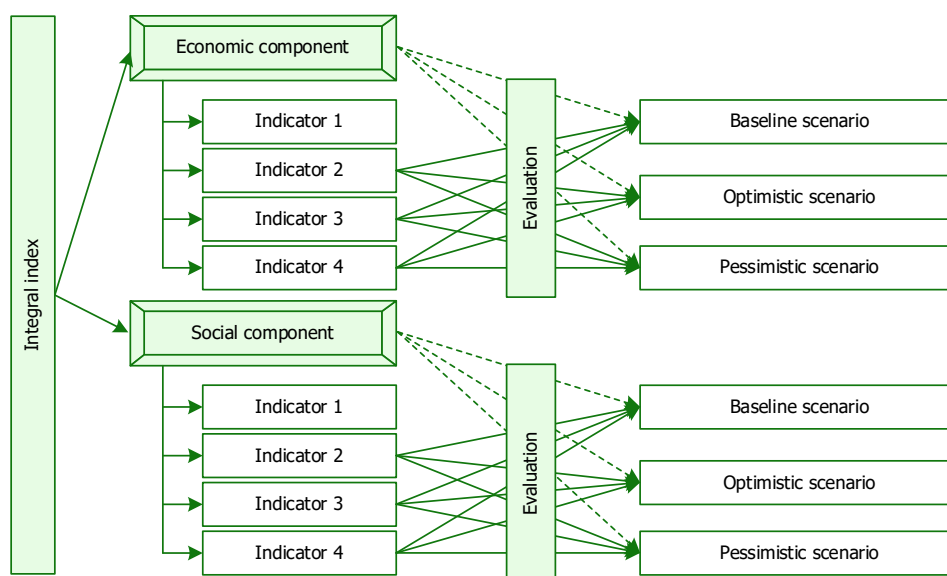 Integral index
Economic component
Indicator 1
Indicator 2
Indicator 3
Indicator 4
Evaluation
Baseline scenario
Optimistic scenario
Pessimistic scenario
Social component
Indicator 1
Indicator 2
Indicator 3
Indicator 4
Evaluation
Baseline scenario
Optimistic scenario
Pessimistic scenario